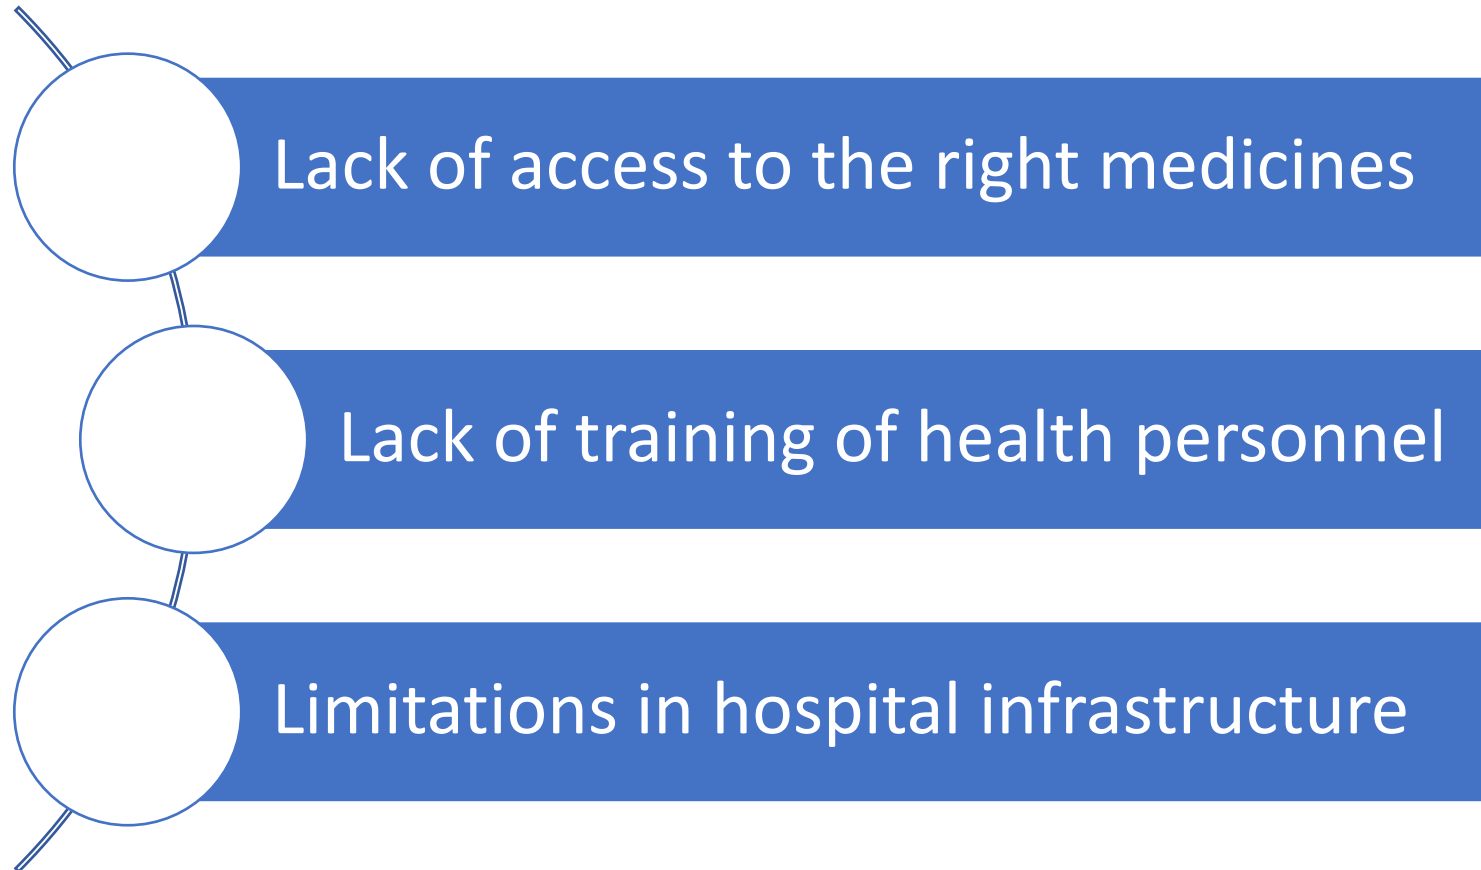 Lack of access to the right medicines
Lack of training of health personnel
Limitations in hospital infrastructure